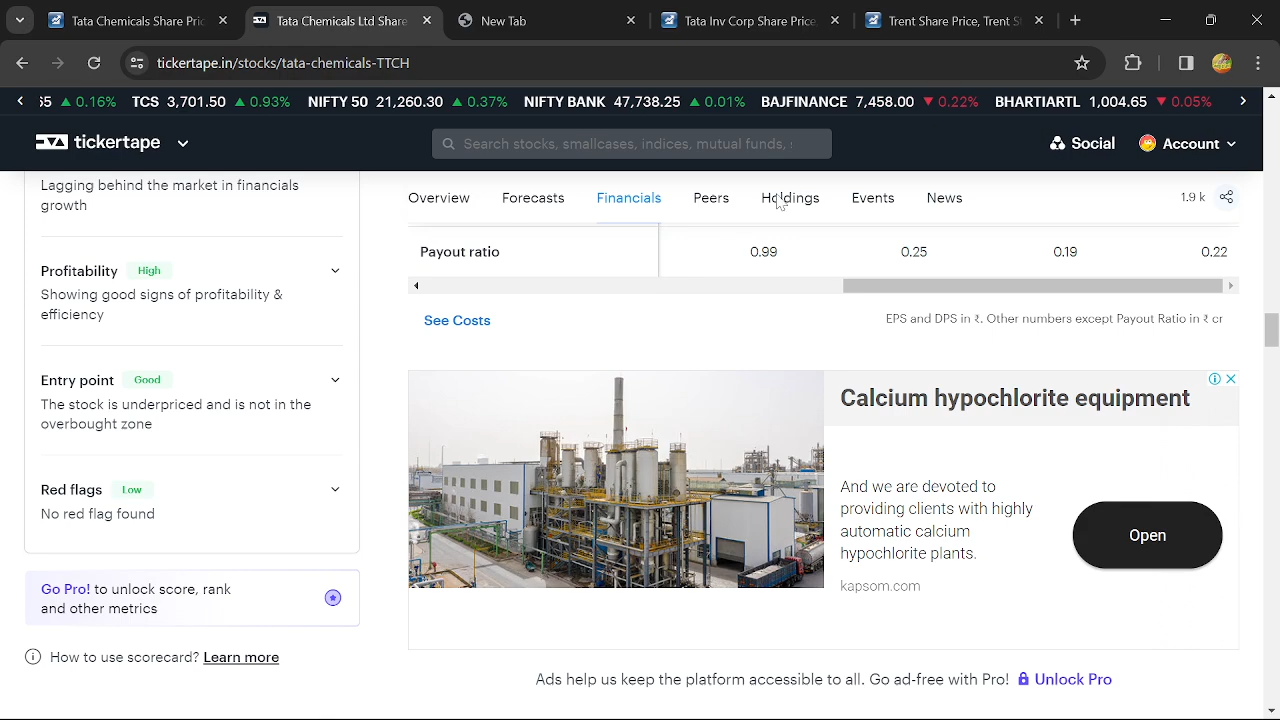 Tata Chemicals Share Pric
Tata Chemicals Ltd Share
New Tab
Tata Inv Corp Share Price,
Trent Share Price, Trent S
tickertape.in/stocks/tata-chemicals-TTCH
35 ▲ 0.16% TCS 3,701.50 ▲ 0.93% NIFTY 50 21,260.30 ▲ 0.37% NIFTY BANK 47,738.25 ▲ 0.01% BAJFINANCE 7,458.00 ▼ 0.22% BHARTIARTL 1,004.65 ▼ 0.05%
tickertape
Search stocks, smallcases, indices, mutual funds,
Social
Account
Lagging behind the market in financials
growth
Profitability High
Showing good signs of profitability &
efficiency
Entry point Good
The stock is underpriced and is not in the
overbought zone
Red flags Low
No red flag found
Go Pro! to unlock score, rank
and other metrics
How to use scorecard? Learn more
Overview Forecasts Financials Peers Holdings Events News
1.9 k
Payout ratio 0.99 0.25 0.19 0.22
See Costs
EPS and DPS in ₹. Other numbers except Payout Ratio in ₹ cr
Calcium hypochlorite equipment
And we are devoted to
providing clients with highly
automatic calcium
hypochlorite plants.
kapsom.com
Open
Ads help us keep the platform accessible to all. Go ad-free with Pro! Unlock Pro